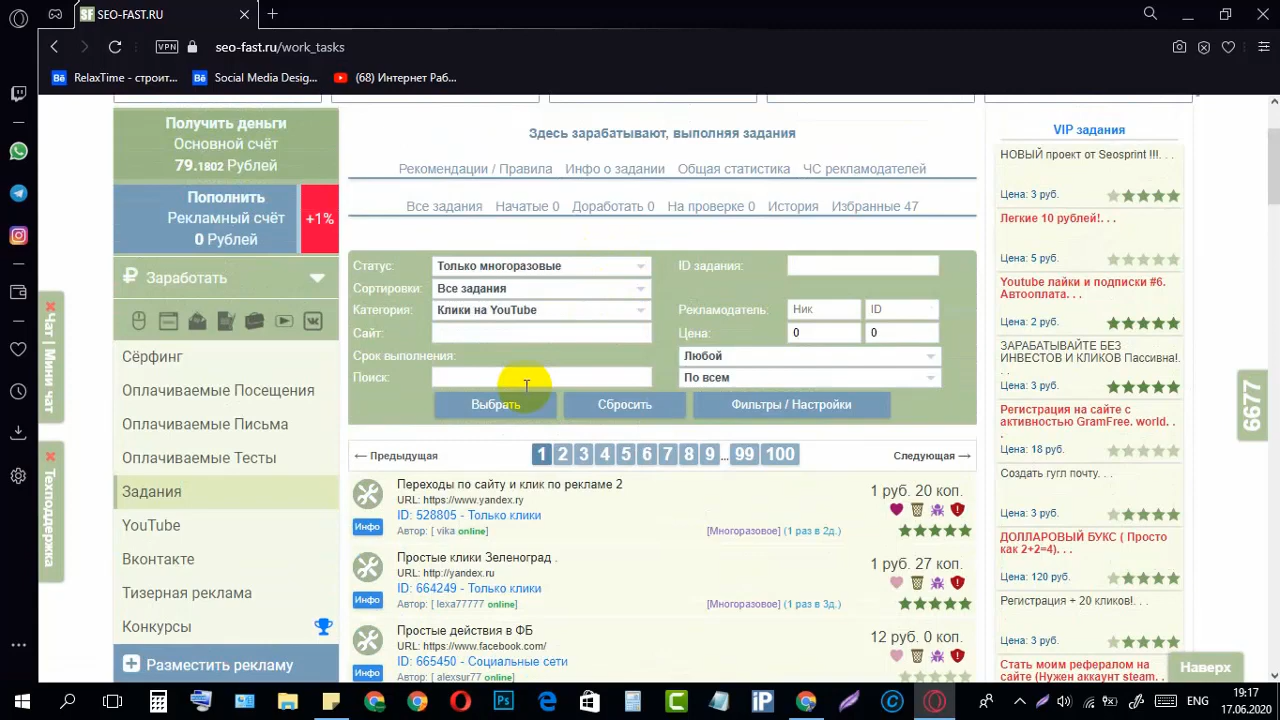 SEO-FAST.RU
VPN
seo-fast.ru/work_tasks
RelaxTime - строит...
Social Media Desig...
(68) Интернет Раб...
Получить деньги
Основной счёт
79.1802 Рублей
Пополнить
Рекламный счёт
0 Рублей
+1%
Заработать
Сёрфинг
Оплачиваемые Посещения
Оплачиваемые Письма
Оплачиваемые Тесты
Задания
YouTube
Вконтакте
Тизерная реклама
Конкурсы
Разместить рекламу
Чат | Мини чат
Техподдержка
Здесь зарабатывают, выполняя задания
Рекомендации / Правила Инфо о задании Общая статистика ЧС рекламодателей
Все задания Начатые 0 Доработать 0 На проверке 0 История Избранные 47
Статус: Только многоразовые ID задания:
Сортировки: Все задания
Категория: Клики на YouTube Рекламодатель: Ник ID
Сайт: Цена: 0 0
Срок выполнения: Любой
Поиск: По всем
Выбрать Сбросить Фильтры / Настройки
← Предыдущая 1 2 3 4 5 6 7 8 9 ... 99 100 Следующая →
Переходы по сайту и клик по рекламе 2
1 руб. 20 коп.
URL: https://www.yandex.ry
ID: 528805 - Только клики
Инфо
Автор: [ vika online]
[Многоразовое] (1 раз в 2д.)
Простые клики Зеленоград .
1 руб. 27 коп.
URL: http://yandex.ru
ID: 664249 - Только клики
Инфо
Автор: [ lexa77777 online]
[Многоразовое] (1 раз в 3д.)
Простые действия в ФБ
12 руб. 0 коп.
URL: https://www.facebook.com/
ID: 665450 - Социальные сети
Инфо
Автор: [ alexsur77 online]
VIP задания
НОВЫЙ проект от Seosprint !!!. . .
Цена: 3 руб.
Легкие 10 рублей!. . .
Цена: 5 руб.
Youtube лайки и подписки #6.
Автооплата. . .
Цена: 2 руб.
ЗАРАБАТЫВАЙТЕ БЕЗ
ИНВЕСТОВ И КЛИКОВ Пассивна!.
. .
Цена: 3 руб.
Регистрация на сайте с
активностью GramFree. world. .
.
Цена: 18 руб.
Создать гугл почту. . .
Цена: 3 руб.
ДОЛЛАРОВЫЙ БУКС ( Просто
как 2+2=4). . .
Цена: 120 руб.
Регистрация + 20 кликов!. . .
Цена: 3 руб.
Стать моим рефералом на
сайте (Нужен аккаунт steam.
6677
Наверх
ENG
19:17
17.06.2020